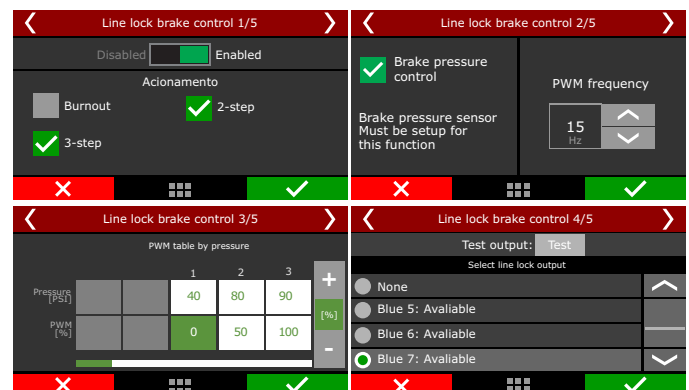 Line lock brake control 1/5
Disabled Enabled
Acionamento
Burnout 2-step
3-step
Line lock brake control 2/5
Brake pressure
control
Brake pressure sensor
Must be setup for
this function
PWM frequency
15
Hz
Line lock brake control 3/5
PWM table by pressure
1 2 3
Pressure
[PSI] 40 80 90
PWM
[%] 0 50 100
+
[%]
-
Line lock brake control 4/5
Test output: Test
Select line lock output
None
Blue 5: Avaliable
Blue 6: Avaliable
Blue 7: Avaliable